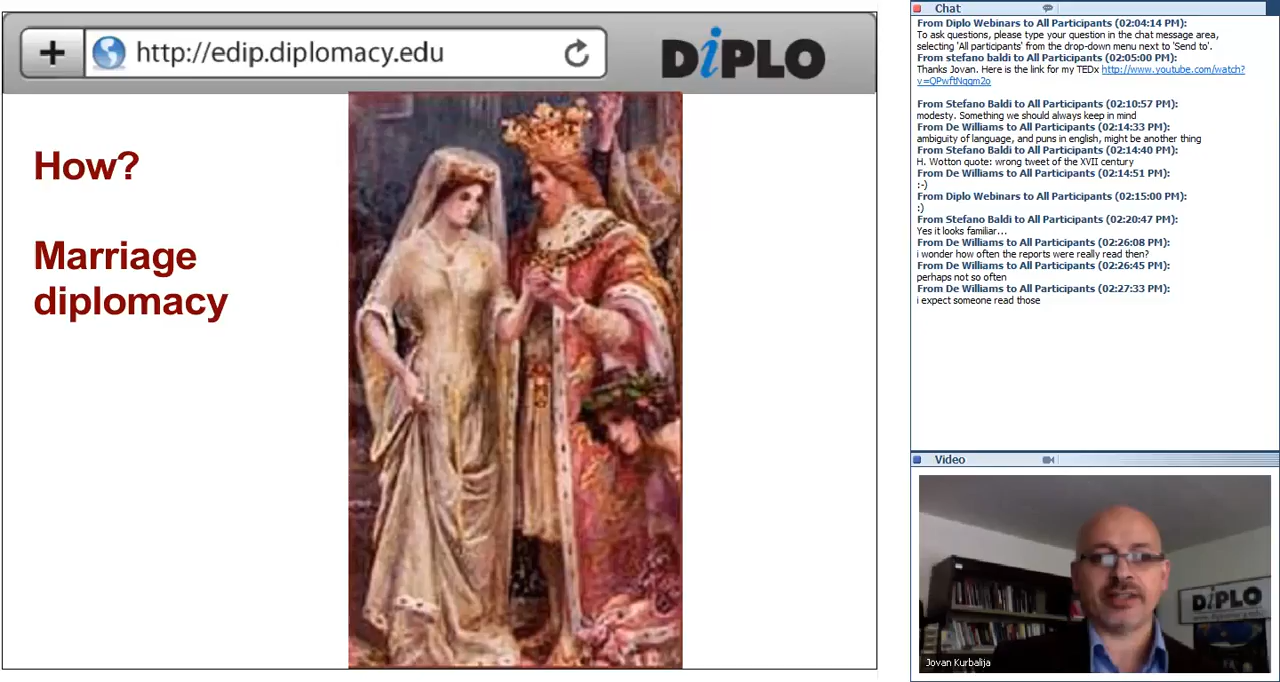 http://edip.diplomacy.edu
DiPLO
How?
Marriage
diplomacy
Chat
From Diplo Webinars to All Participants (02:04:14 PM):
To ask questions, please type your question in the chat message area,
selecting 'All participants' from the drop-down menu next to 'Send to'.
From stefano baldi to All Participants (02:05:00 PM):
Thanks Jovan. Here is the link for my TEDx http://www.youtube.com/watch?
v=QPwftNqqm2o
From Stefano Baldi to All Participants (02:10:57 PM):
modesty. Something we should always keep in mind
From De Williams to All Participants (02:14:33 PM):
ambiguity of language, and puns in english, might be another thing
From Stefano Baldi to All Participants (02:14:40 PM):
H. Wotton quote: wrong tweet of the XVII century
From De Williams to All Participants (02:14:51 PM):
:-)
From Diplo Webinars to All Participants (02:15:00 PM):
:)
From Stefano Baldi to All Participants (02:20:47 PM):
Yes it looks familiar...
From De Williams to All Participants (02:26:08 PM):
i wonder how often the reports were really read then?
From De Williams to All Participants (02:26:45 PM):
perhaps not so often
From De Williams to All Participants (02:27:33 PM):
i expect someone read those
Video
DiPLO
Jovan Kurbalija